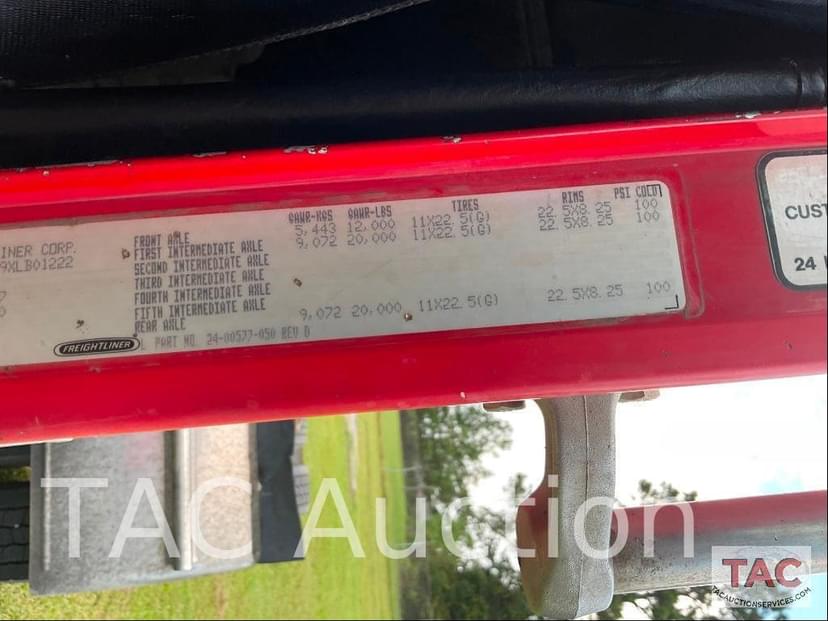 GAWR-KGS GAWR-LBS TIRES RIMS PSI COLD
FRONT AXLE 5,443 12,000 11X22.5(G) 22.5X8.25 100
FIRST INTERMEDIATE AXLE 9,072 20,000 11X22.5(G) 22.5X8.25 100
SECOND INTERMEDIATE AXLE
THIRD INTERMEDIATE AXLE
FOURTH INTERMEDIATE AXLE
FIFTH INTERMEDIATE AXLE
REAR AXLE 9,072 20,000 11X22.5(G) 22.5X8.25 100
LINER CORP.
9XLB01222
FREIGHTLINER
L PART NO. 24-00577-050 REV D
CUST
24
TAC Auction
TAC
TACAUCTIONSERVICES.COM